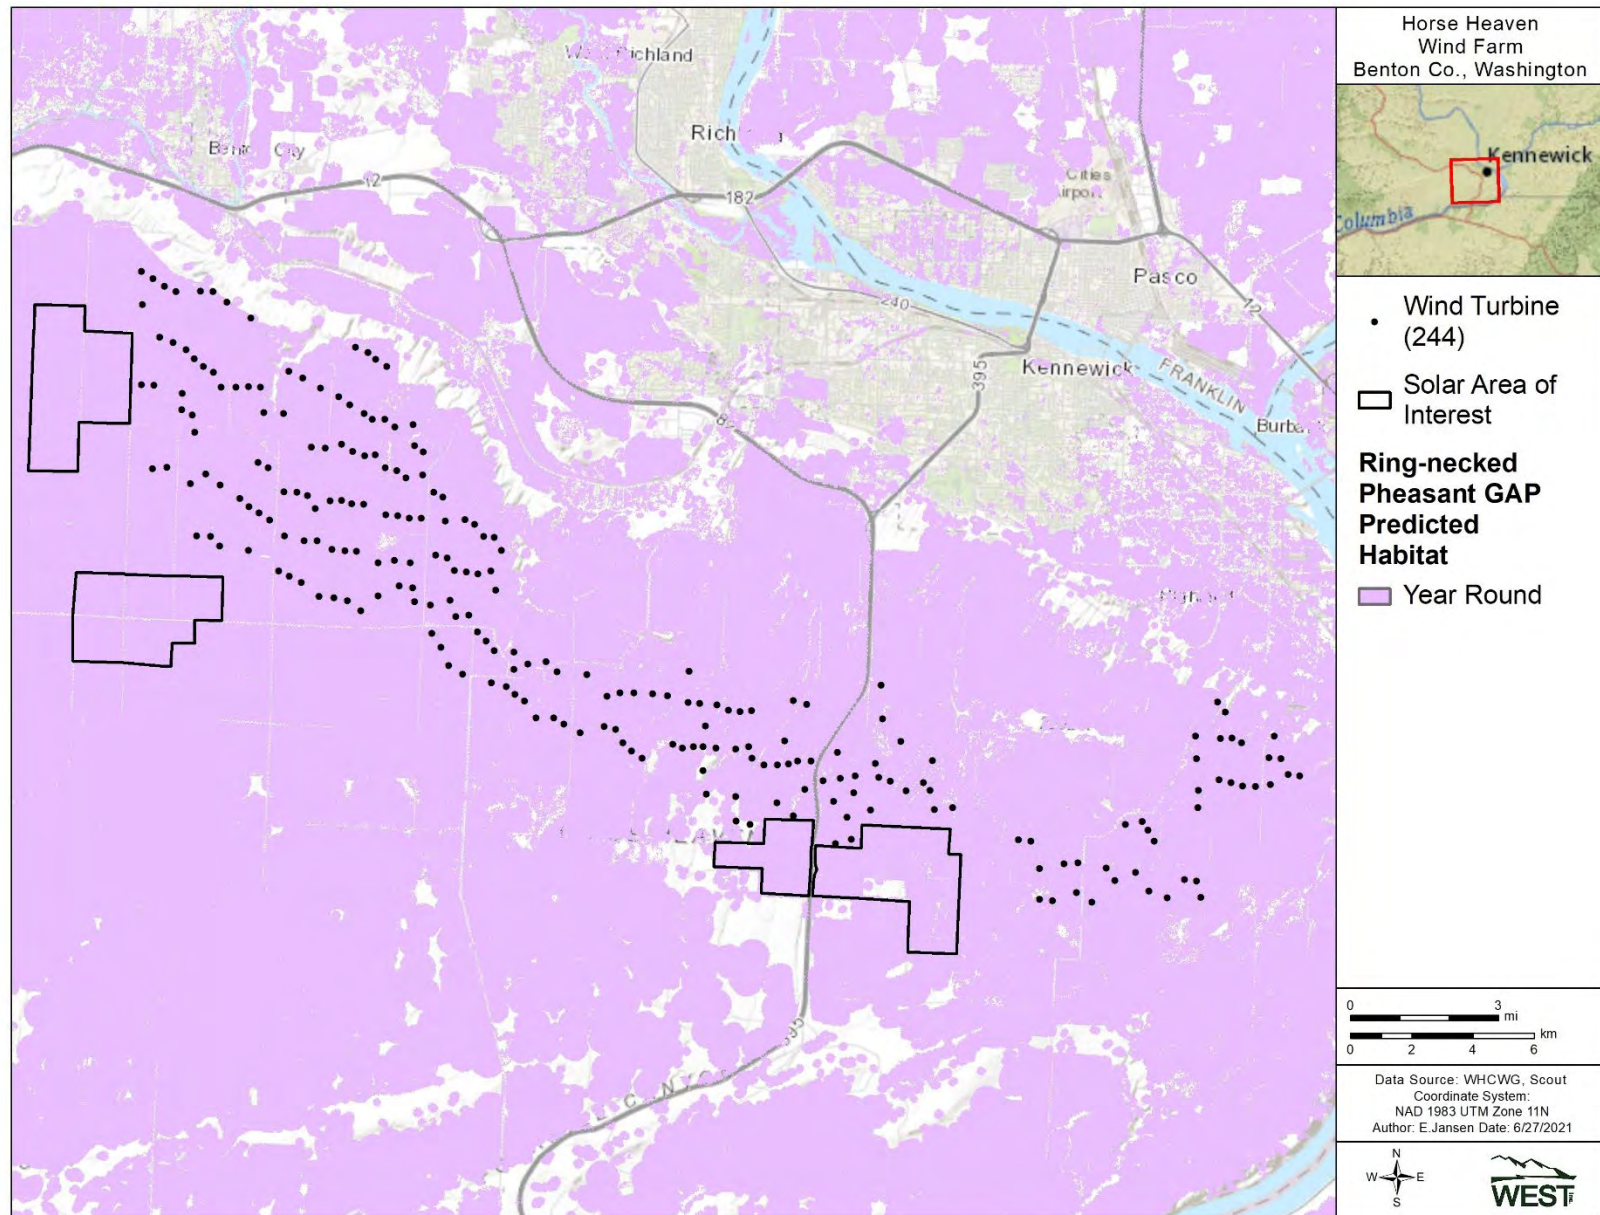 Horse Heaven
Wind Farm
Benton Co., Washington
Kennewick
Columbia
Wind Turbine
(244)
Solar Area of
Interest
Ring-necked
Pheasant GAP
Predicted
Habitat
Year Round
0 3
mi
km
0 2 4 6
Data Source: WHCWG, Scout
Coordinate System:
NAD 1983 UTM Zone 11N
Author: E.Jansen Date: 6/27/2021
N
W E
S
WEST
182
12
Pasco
240
12
Kennewick
395
FRANKLIN